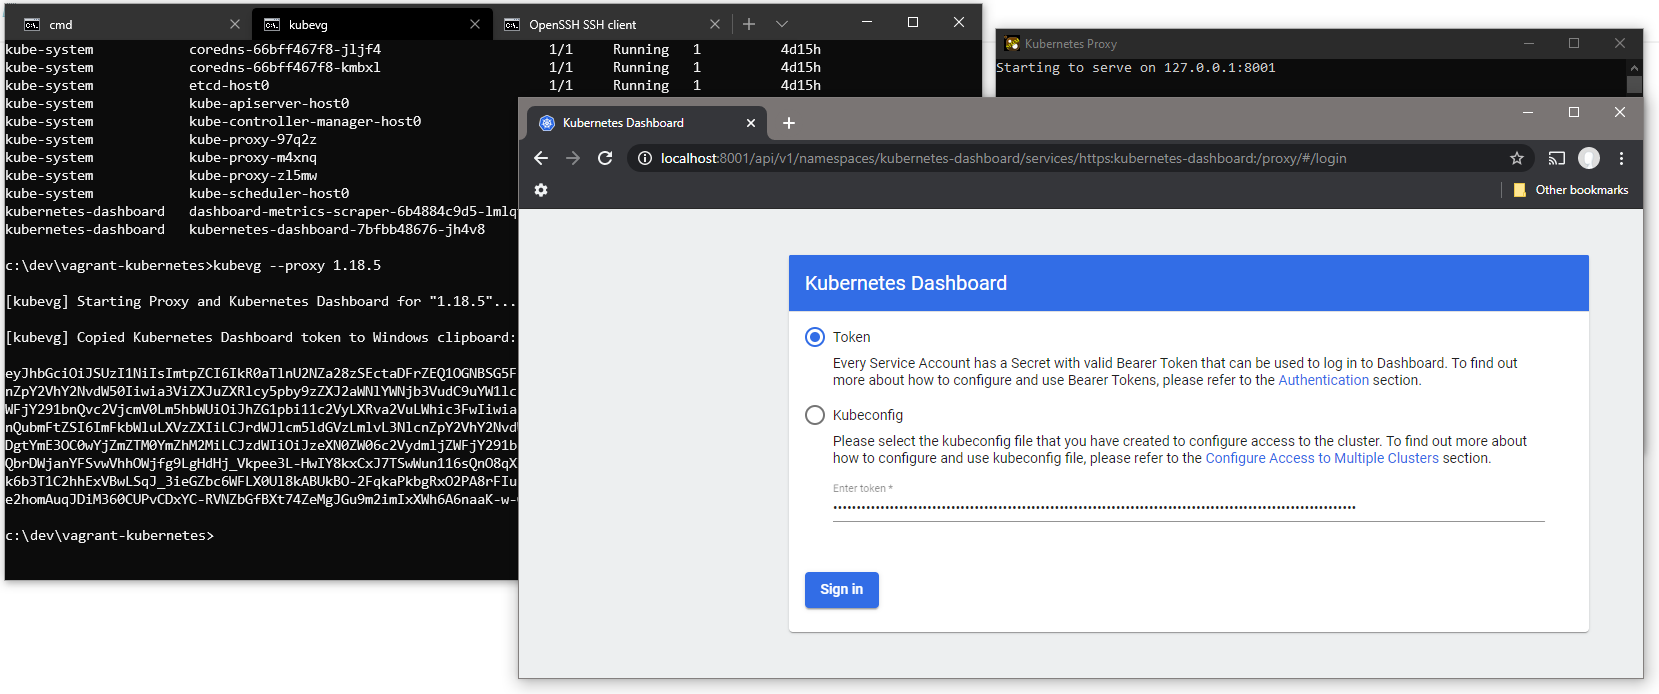 cmd
kubevg
OpenSSH SSH client
kube-system coredns-66bff467f8-jljf4 1/1 Running 1 4d15h
kube-system coredns-66bff467f8-kmbxl 1/1 Running 1 4d15h
kube-system etcd-host0 1/1 Running 1 4d15h
kube-system kube-apiserver-host0
kube-system kube-controller-manager-host0
kube-system kube-proxy-97q2z
kube-system kube-proxy-m4xnq
kube-system kube-proxy-zl5mw
kube-system kube-scheduler-host0
kubernetes-dashboard dashboard-metrics-scraper-6b4884c9d5-lmlq
kubernetes-dashboard kubernetes-dashboard-7bfbb48676-jh4v8
c:\dev\vagrant-kubernetes>kubevg --proxy 1.18.5
[kubevg] Starting Proxy and Kubernetes Dashboard for "1.18.5"...
[kubevg] Copied Kubernetes Dashboard token to Windows clipboard:
c:\dev\vagrant-kubernetes>
Kubernetes Proxy
Starting to serve on 127.0.0.1:8001
Kubernetes Dashboard
localhost:8001/api/v1/namespaces/kubernetes-dashboard/services/https:kubernetes-dashboard:/proxy/#/login
Other bookmarks
Kubernetes Dashboard
Token
Every Service Account has a Secret with valid Bearer Token that can be used to log in to Dashboard. To find out
more about how to configure and use Bearer Tokens, please refer to the Authentication section.
Kubeconfig
Please select the kubeconfig file that you have created to configure access to the cluster. To find out more about
how to configure and use kubeconfig file, please refer to the Configure Access to Multiple Clusters section.
Enter token *
Sign in